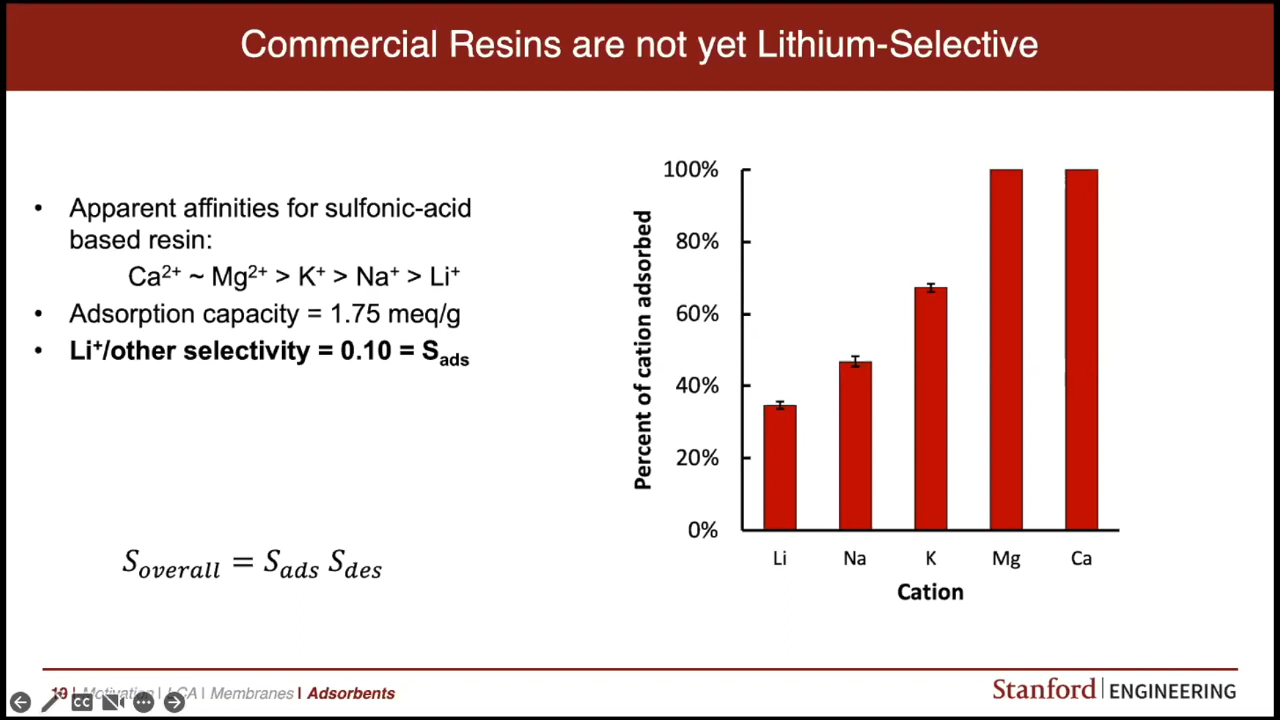 Commercial Resins are not yet Lithium-Selective
• Apparent affinities for sulfonic-acid
based resin:
Ca²⁺ ~ Mg²⁺ > K⁺ > Na⁺ > Li⁺
• Adsorption capacity = 1.75 meq/g
• Li⁺/other selectivity = 0.10 = S_ads
S_overall = S_ads S_des
Percent of cation adsorbed
100%
80%
60%
40%
20%
0%
Li Na K Mg Ca
Cation
| Motivation | LCA | Membranes | Adsorbents
CC
Stanford | ENGINEERING